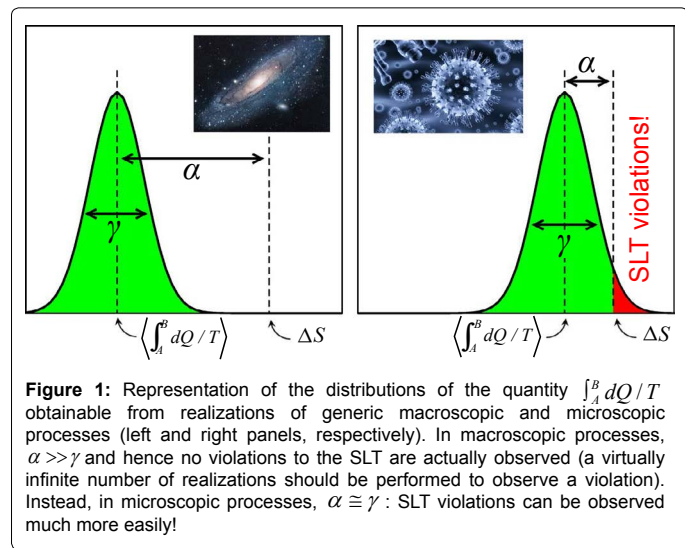 α
α
γ
γ
SLT violations!
⟨∫_A^B dQ / T⟩
ΔS
⟨∫_A^B dQ / T⟩
ΔS
Figure 1: Representation of the distributions of the quantity ∫_A^B dQ / T
obtainable from realizations of generic macroscopic and microscopic
processes (left and right panels, respectively). In macroscopic processes,
α >> γ and hence no violations to the SLT are actually observed (a virtually
infinite number of realizations should be performed to observe a violation).
Instead, in microscopic processes, α ≅ γ : SLT violations can be observed
much more easily!